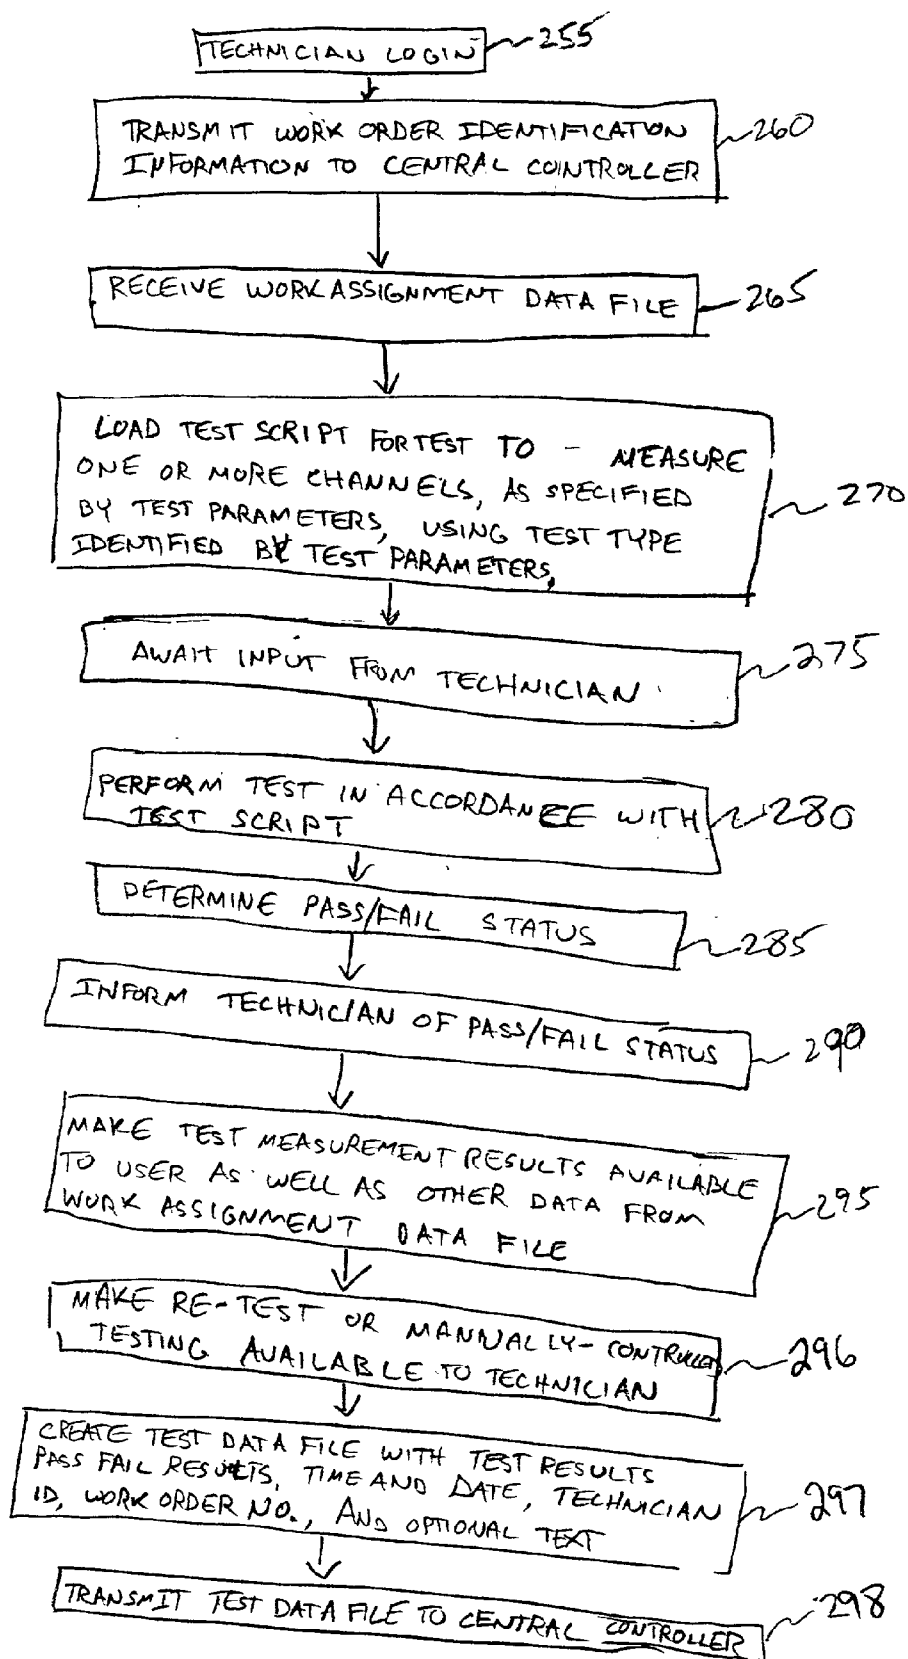 TECHNICIAN LOGIN 255
TRANSMIT WORK ORDER IDENTIFICATION 260
INFORMATION TO CENTRAL COINTROLLER
RECEIVE WORK ASSIGNMENT DATA FILE 265
LOAD TEST SCRIPT FOR TEST TO - MEASURE
ONE OR MORE CHANNELS, AS SPECIFIED 270
BY TEST PARAMETERS, USING TEST TYPE
IDENTIFIED BY TEST PARAMETERS,
AWAIT INPUT FROM TECHNICIAN. 275
PERFORM TEST IN ACCORDANCE WITH 280
TEST SCRIPT
DETERMINE PASS/FAIL STATUS 285
INFORM TECHNICIAN OF PASS/FAIL STATUS 290
MAKE TEST MEASUREMENT RESULTS AVAILABLE
TO USER AS WELL AS OTHER DATA FROM 295
WORK ASSIGNMENT DATA FILE
MAKE RE-TEST OR MANNALLY-CONTROLLED 296
TESTING AVAILABLE TO TECHNICIAN
CREATE TEST DATA FILE WITH TEST RESULTS
PASS FAIL RESULTS, TIME AND DATE, TECHNICIAN 297
ID, WORK ORDER NO., AND OPTIONAL TEXT
TRANSMIT TEST DATA FILE TO CENTRAL CONTROLLER 298